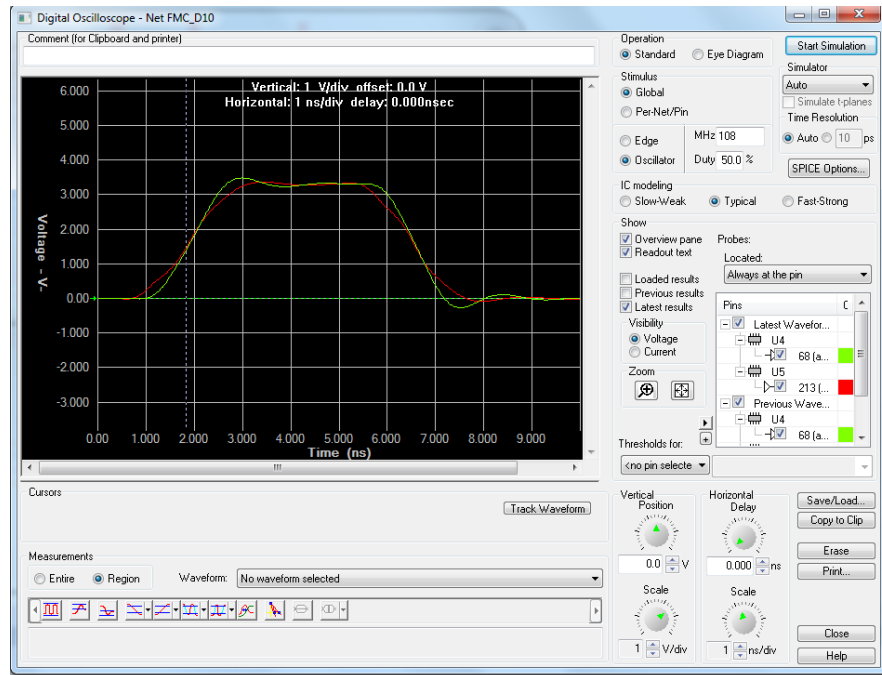 Digital Oscilloscope - Net FMC_D10
Comment (for Clipboard and printer)
Vertical: 1 V/div offset: 0.0 V
Horizontal: 1 ns/div delay: 0.000nsec
6.000
5.000
4.000
3.000
2.000
1.000
0.00
-1.000
-2.000
-3.000
Voltage - V-
0.00 1.000 2.000 3.000 4.000 5.000 6.000 7.000 8.000 9.000
Time (ns)
Operation
Standard Eye Diagram
Stimulus
Global
Per-Net/Pin
Edge
Oscillator
MHz 108
Duty 50.0 %
IC modeling
Slow-Weak Typical Fast-Strong
Start Simulation
Simulator
Auto
Simulate t-planes
Time Resolution
Auto 10 ps
SPICE Options...
Show
Overview pane
Readout text
Loaded results
Previous results
Latest results
Visibility
Voltage
Current
Zoom
Probes:
Located:
Always at the pin
Pins C
Latest Wavefor...
U4
68 (a...
U5
213 (...
Previous Wave...
U4
68 (a...
Thresholds for:
<no pin selecte
Cursors
Track Waveform
Measurements
Entire Region Waveform: No waveform selected
Vertical
Position
0.0 V
Scale
1 V/div
Horizontal
Delay
0.000 ns
Scale
1 ns/div
Save/Load...
Copy to Clip
Erase
Print...
Close
Help